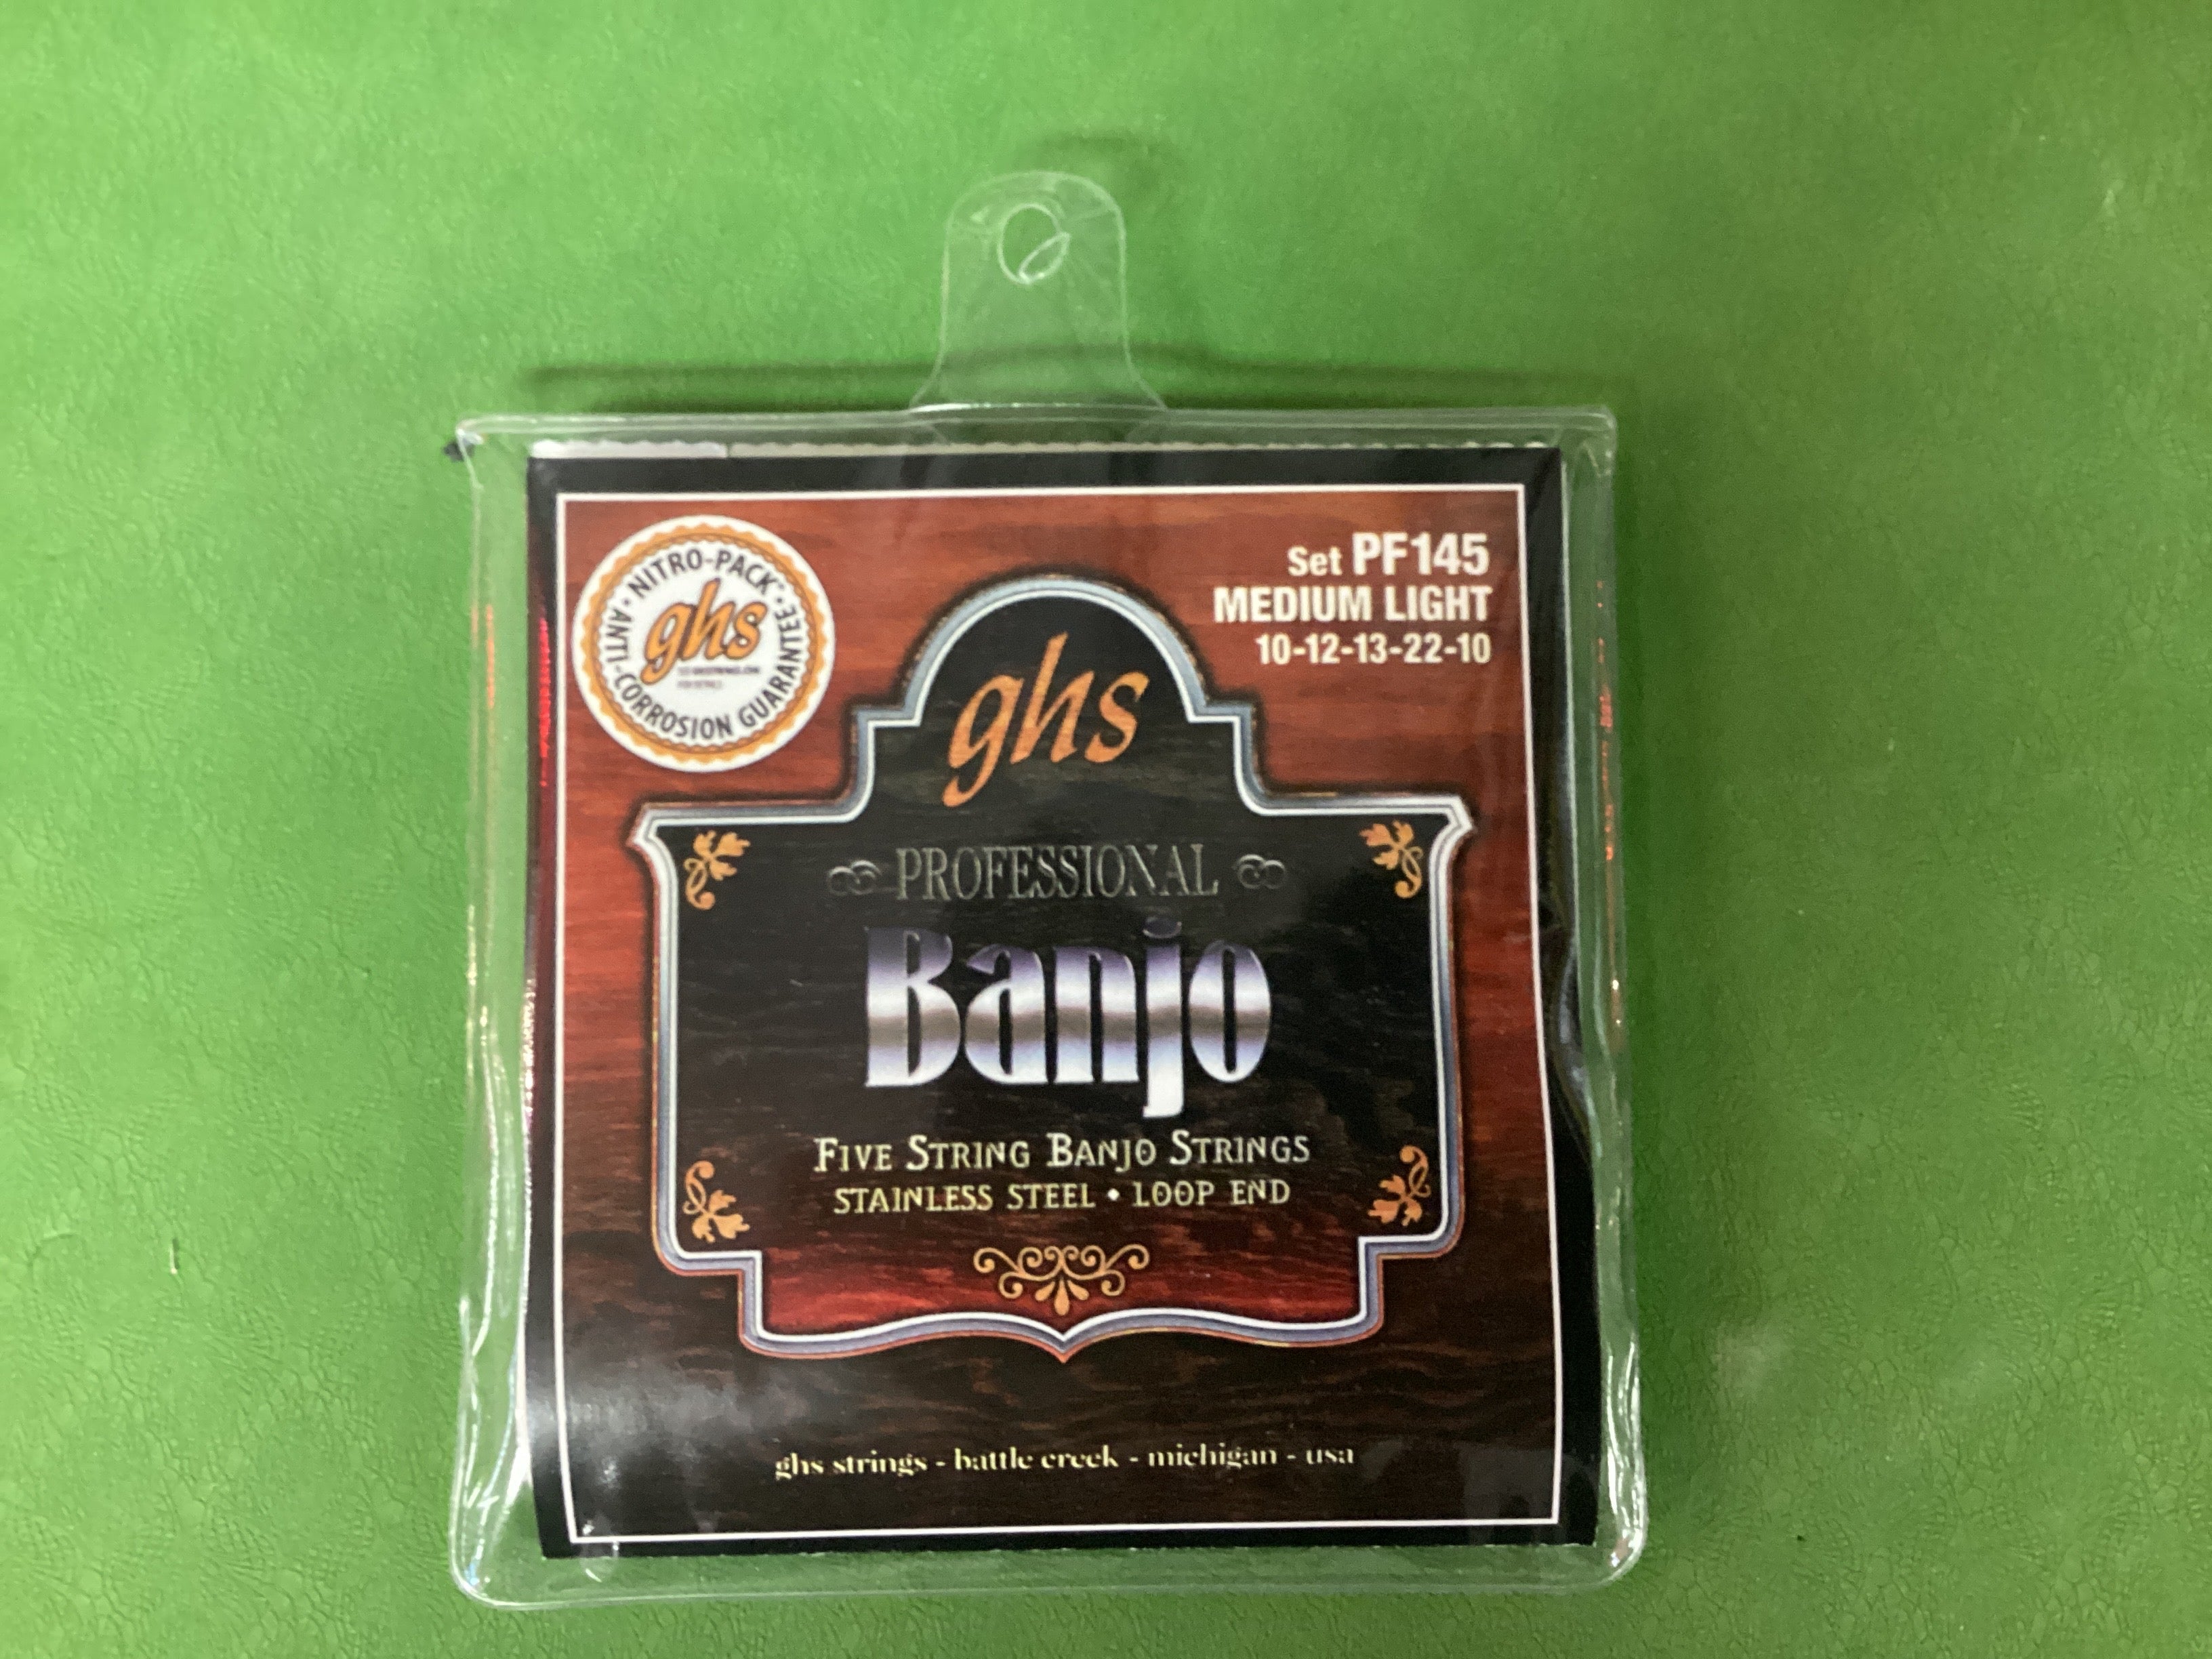 NITRO-PACK
ghs
ANTI-CORROSION GUARANTEE
Set PF145
MEDIUM LIGHT
10-12-13-22-10
ghs
PROFESSIONAL
Banjo
FIVE STRING BANJO STRINGS
STAINLESS STEEL • LOOP END
ghs strings - battle creek - michigan - usa